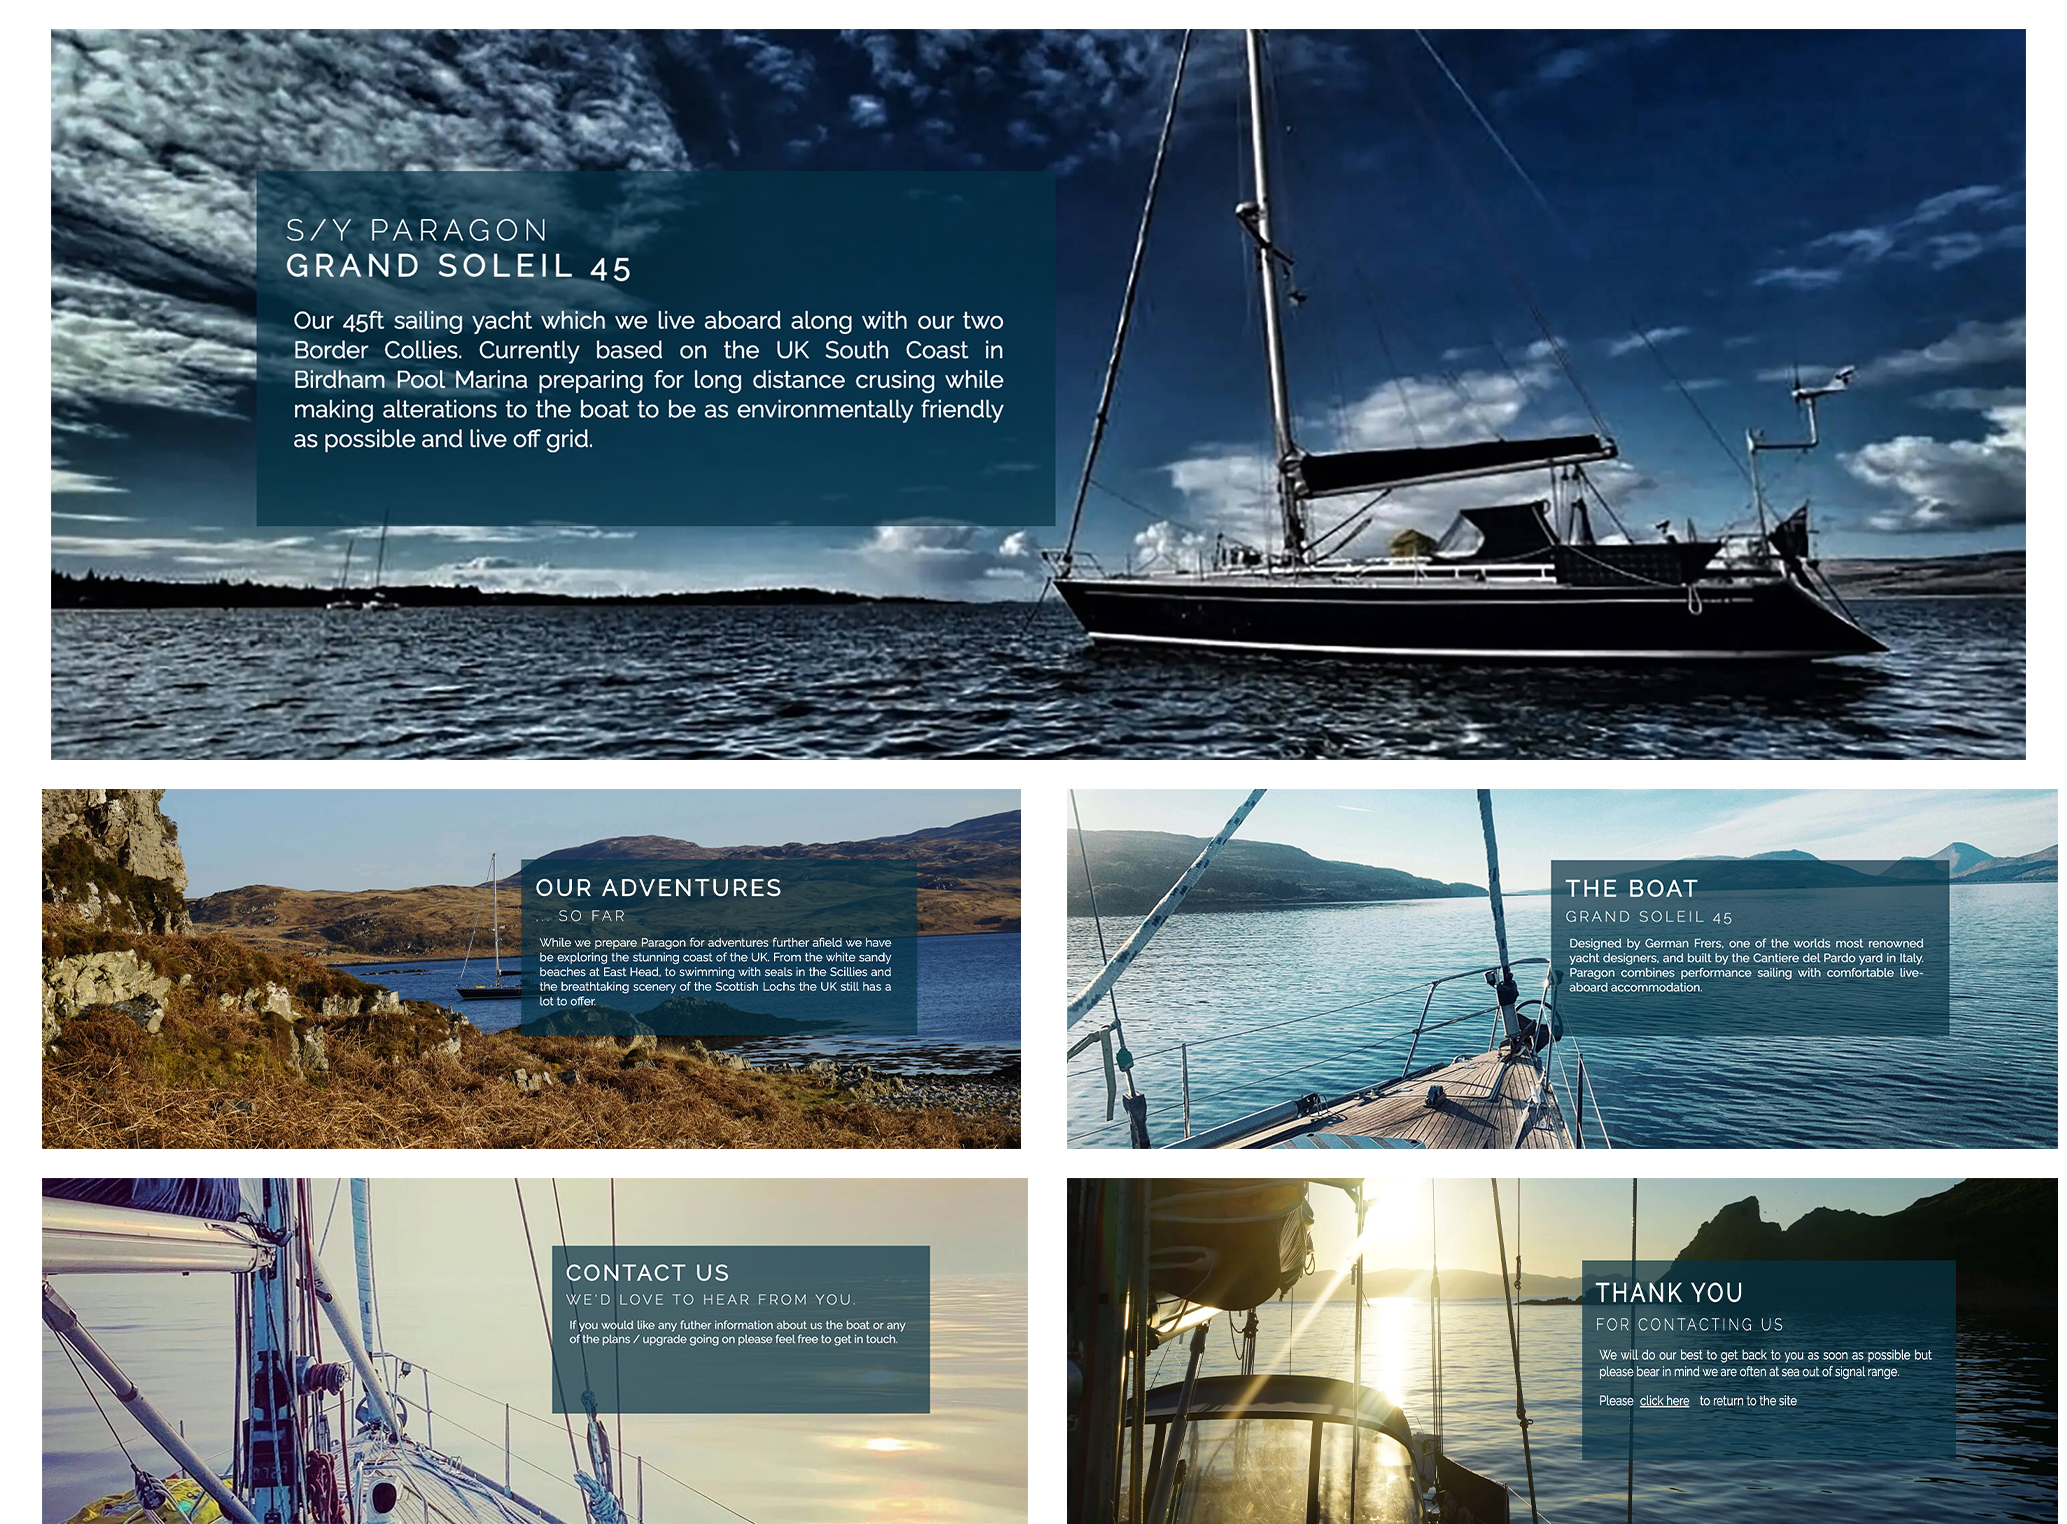 S/Y PARAGON
GRAND SOLEIL 45
Our 45ft sailing yacht which we live aboard along with our two
Border Collies. Currently based on the UK South Coast in
Birdham Pool Marina preparing for long distance crusing while
making alterations to the boat to be as environmentally friendly
as possible and live off grid.
OUR ADVENTURES
... SO FAR
While we prepare Paragon for adventures further afield we have
be exploring the stunning coast of the UK. From the white sandy
beaches at East Head, to swimming with seals in the Scillies and
the breathtaking scenery of the Scottish Lochs the UK still has a
lot to offer.
THE BOAT
GRAND SOLEIL 45
Designed by German Frers, one of the worlds most renowned
yacht designers, and built by the Cantiere del Pardo yard in Italy.
Paragon combines performance sailing with comfortable live-
aboard accommodation.
CONTACT US
WE'D LOVE TO HEAR FROM YOU.
If you would like any futher information about us the boat or any
of the plans / upgrade going on please feel free to get in touch.
THANK YOU
FOR CONTACTING US
We will do our best to get back to you as soon as possible but
please bear in mind we are often at sea out of signal range.
Please click here to return to the site